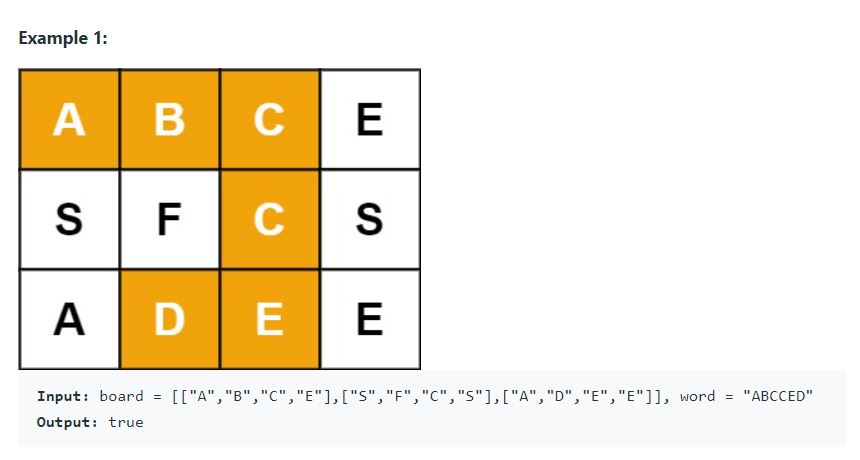 Example 1:
A B C E
S F C S
A D E E
Input: board = [["A","B","C","E"],["S","F","C","S"],["A","D","E","E"]], word = "ABCCED"
Output: true